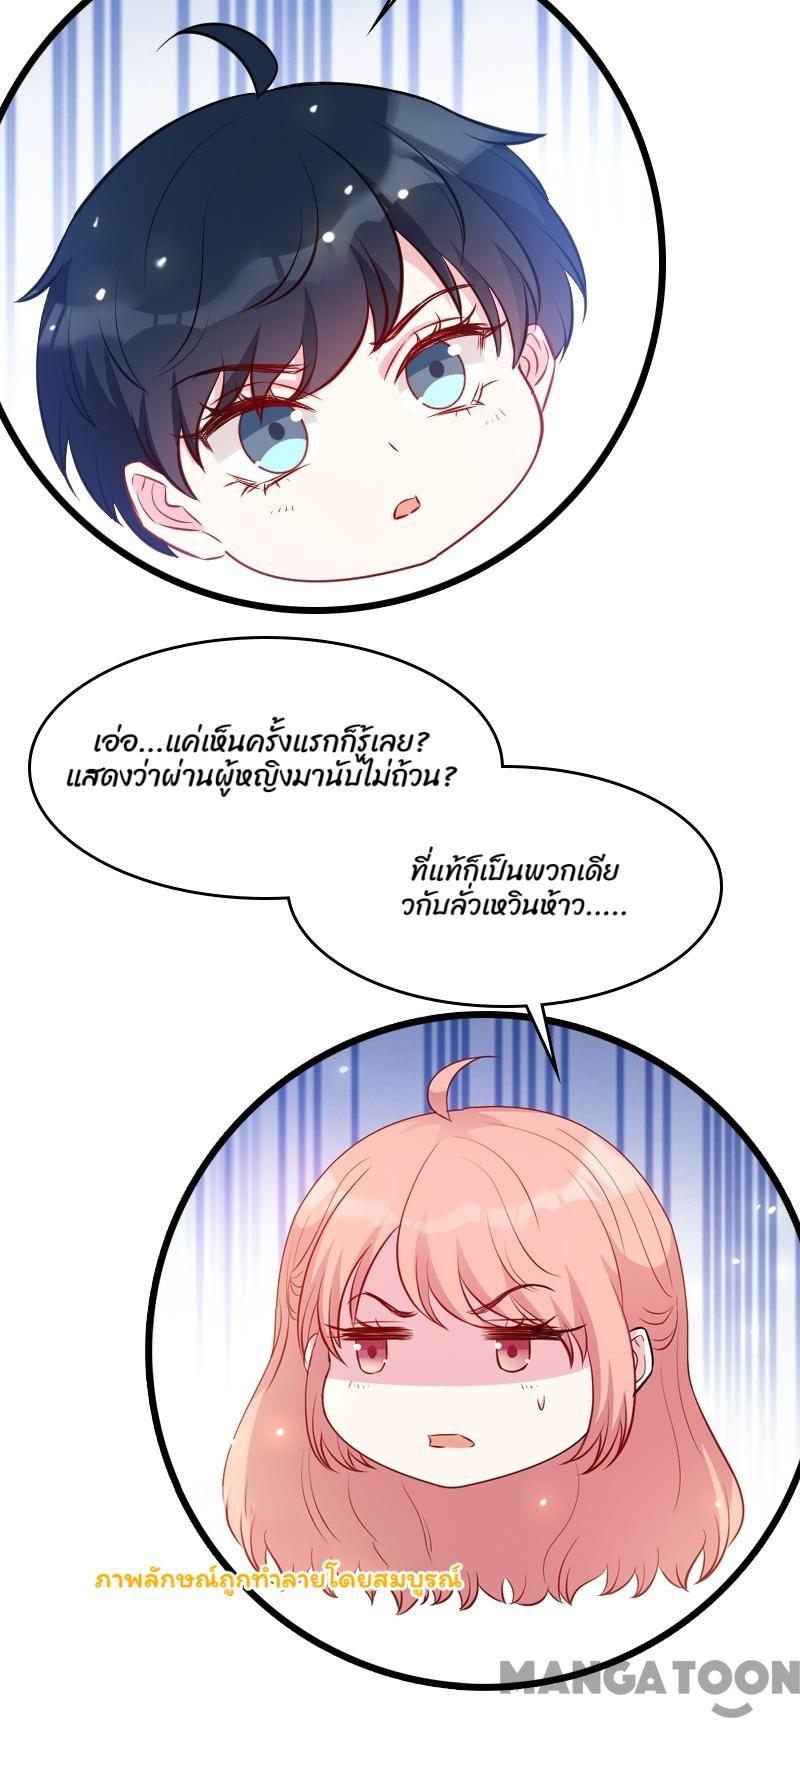 เอ่อ...แค่เห็นครั้งแรกก็รู้เลย?
แสดงว่าผ่านผู้หญิงมานับไม่ถ้วน?
ที่แท้ก็เป็นพวกเดีย
วกับลั่วเหวินห้าว.....
ภาพลักษณ์ถูกทำลายโดยสมบูรณ์
MANGATOON